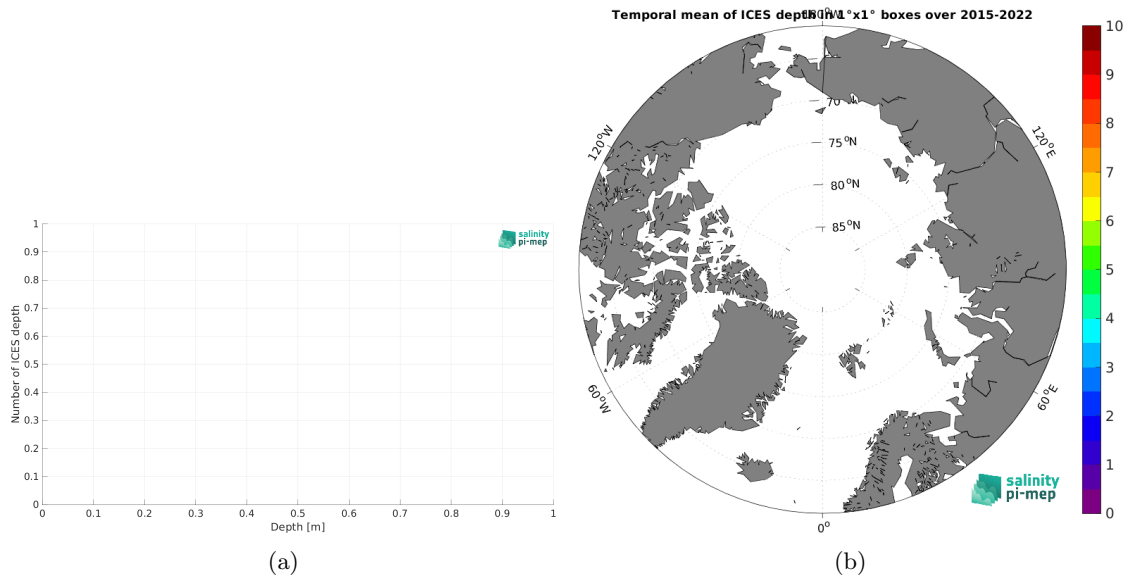 Temporal mean of ICES depth in 1°x1° boxes over 2015-2022
180°W
10
9
8
7
6
5
4
3
2
1
0
70°N
75°N
80°N
85°N
120°W
120°E
60°W
60°E
0°
salinity
pi-mep
1
0.9
0.8
0.7
0.6
0.5
0.4
0.3
0.2
0.1
0
Number of ICES depth
salinity
pi-mep
0 0.1 0.2 0.3 0.4 0.5 0.6 0.7 0.8 0.9 1
Depth [m]
(a)
(b)